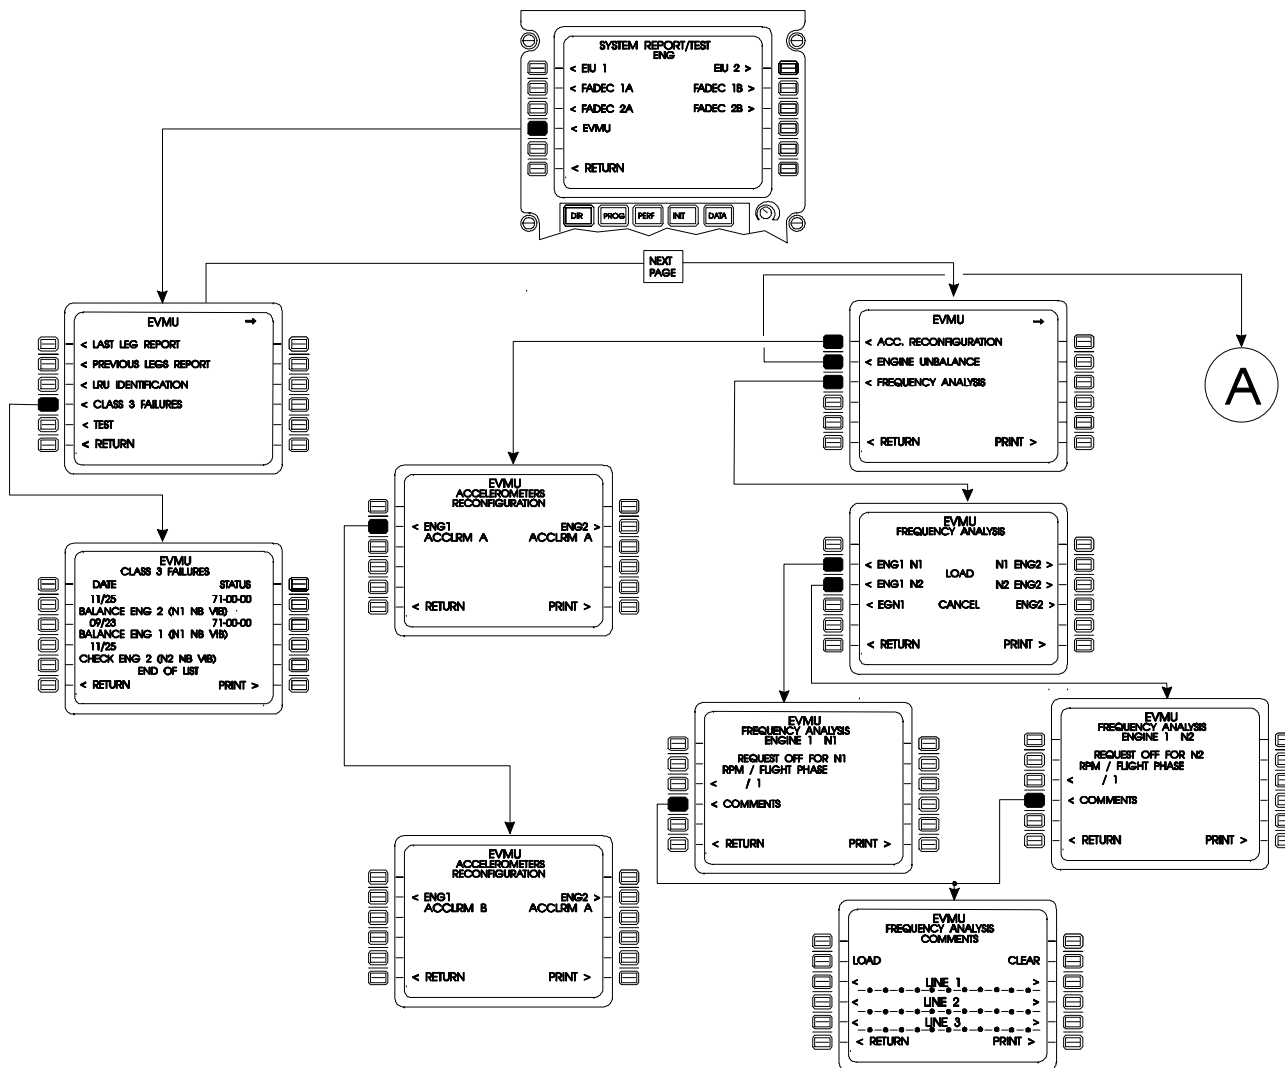 SYSTEM REPORT/TEST
ENG
< EIU 1 EIU 2 >
< FADEC 1A FADEC 1B >
< FADEC 2A FADEC 2B >
< EVMU
< RETURN
DIR PROG PERF INIT DATA
NEXT
PAGE
EVMU →
< LAST LEG REPORT
< PREVIOUS LEGS REPORT
< LRU IDENTIFICATION
< CLASS 3 FAILURES
< TEST
< RETURN
EVMU →
< ACC. RECONFIGURATION
< ENGINE UNBALANCE
< FREQUENCY ANALYSIS
< RETURN PRINT >
A
EVMU
ACCELEROMETERS
RECONFIGURATION
< ENG1 ENG2 >
ACCLRM A ACCLRM A
< RETURN PRINT >
EVMU
FREQUENCY ANALYSIS
< ENG1 N1 N1 ENG2 >
LOAD
< ENG1 N2 N2 ENG2 >
< EGN1 CANCEL ENG2 >
< RETURN PRINT >
EVMU
CLASS 3 FAILURES
DATE STATUS
11/25 71-00-00
BALANCE ENG 2 (N1 NB VIB)
09/23 71-00-00
BALANCE ENG 1 (N1 NB VIB)
11/25
CHECK ENG 2 (N2 NB VIB)
END OF LIST
< RETURN PRINT >
EVMU
FREQUENCY ANALYSIS
ENGINE 1 N1
REQUEST OFF FOR N1
RPM / FLIGHT PHASE
< / 1
< COMMENTS
< RETURN PRINT >
EVMU
FREQUENCY ANALYSIS
ENGINE 1 N2
REQUEST OFF FOR N2
RPM / FLIGHT PHASE
< / 1
< COMMENTS
< RETURN PRINT >
EVMU
ACCELEROMETERS
RECONFIGURATION
< ENG1 ENG2 >
ACCLRM B ACCLRM A
< RETURN PRINT >
EVMU
FREQUENCY ANALYSIS
COMMENTS
LOAD CLEAR
< LINE 1 >
< LINE 2 >
< LINE 3 >
< RETURN PRINT >